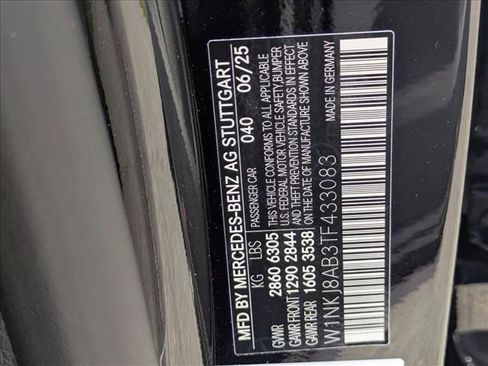 MFD BY MERCEDES-BENZ AG STUTTGART
PASSENGER CAR 040 06/25
KG LBS
GVWR 2860 6305
GAWR FRONT 1290 2844
GAWR REAR 1605 3538
THIS VEHICLE CONFORMS TO ALL APPLICABLE
U.S. FEDERAL MOTOR VEHICLE SAFETY, BUMPER
& THEFT PREVENTION STANDARDS IN EFFECT
ON THE DATE OF MANUFACTURE SHOWN ABOVE
MADE IN GERMANY
W1NKJ8AB3TF433083